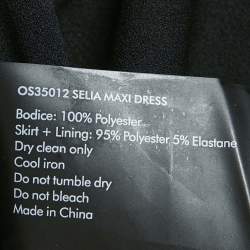 OS35012 SELIA MAXI DRESS
Bodice: 100% Polyester
Skirt + Lining: 95% Polyester 5% Elastane
Dry clean only
Cool iron
Do not tumble dry
Do not bleach
Made in China